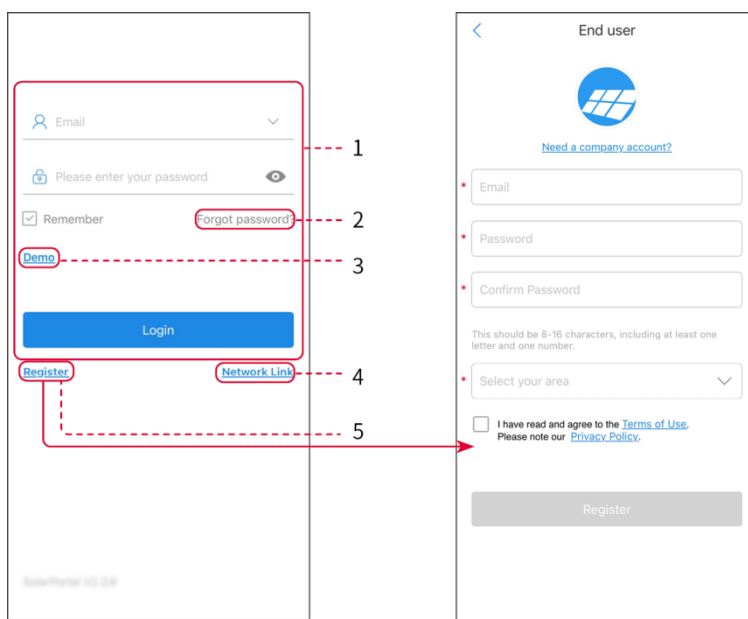 Email
Please enter your password
Remember
Forgot password?
Demo
Login
Register
Network Link
1
2
3
4
5
End user
Need a company account?
* Email
* Password
* Confirm Password
This should be 8-16 characters, including at least one
letter and one number.
* Select your area
I have read and agree to the Terms of Use.
Please note our Privacy Policy.
Register